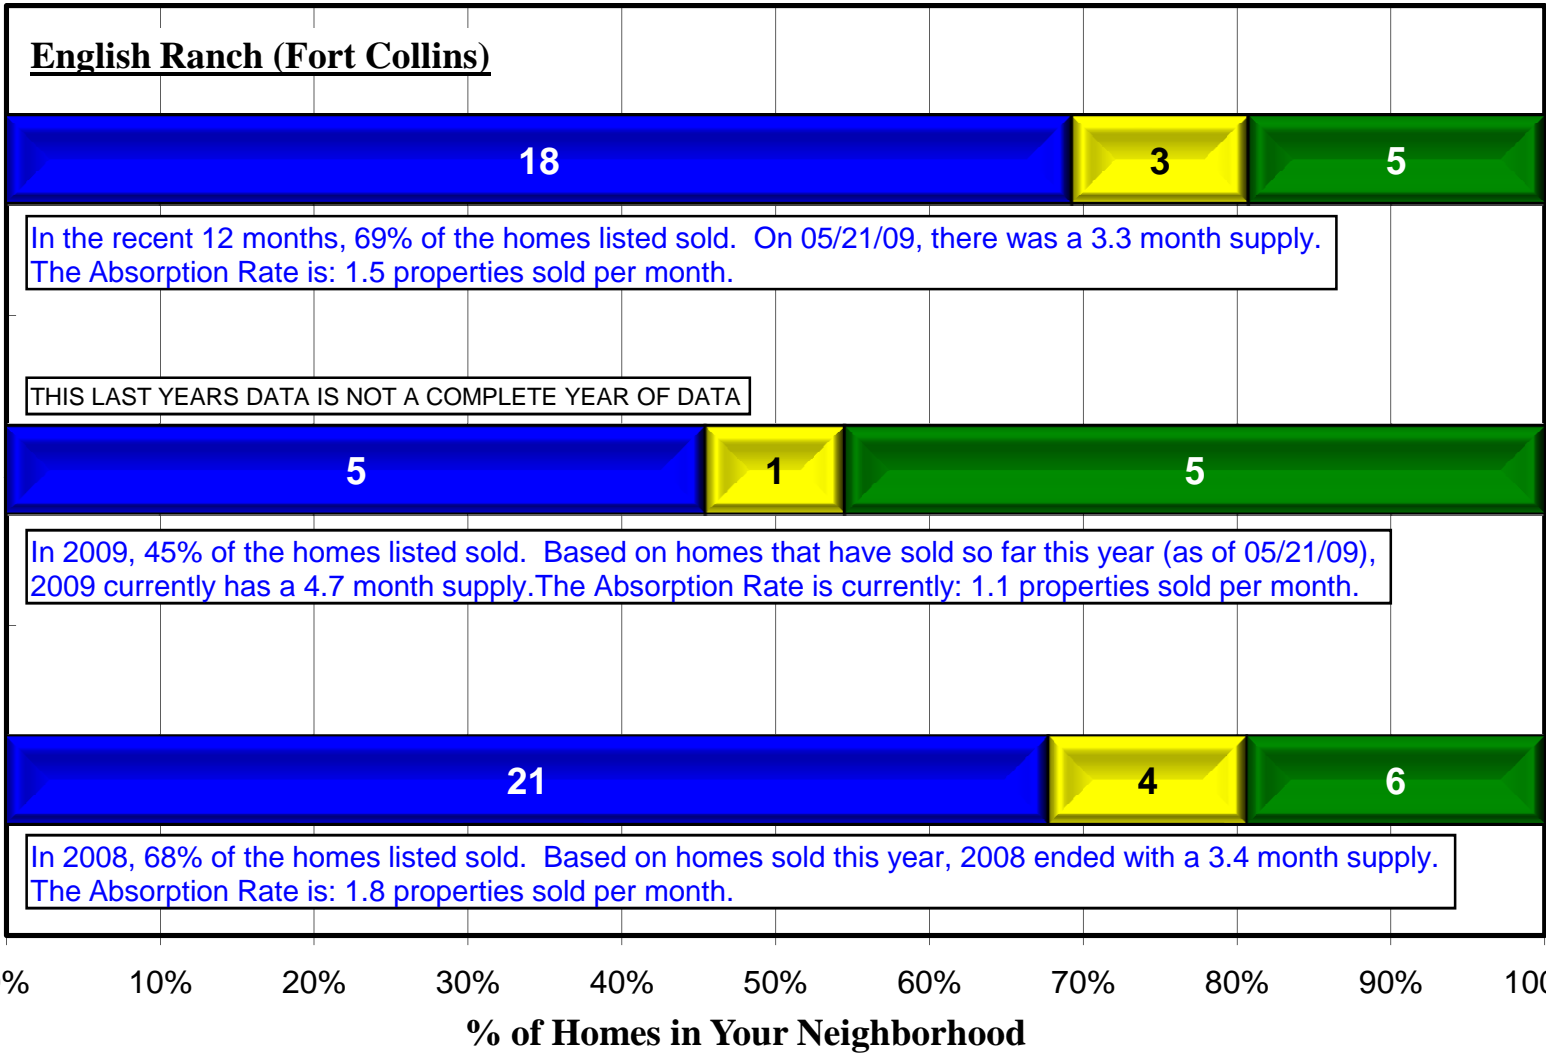 English Ranch (Fort Collins)
18 3 5
In the recent 12 months, 69% of the homes listed sold.  On 05/21/09, there was a 3.3 month supply.
The Absorption Rate is: 1.5 properties sold per month.
THIS LAST YEARS DATA IS NOT A COMPLETE YEAR OF DATA
5 1 5
In 2009, 45% of the homes listed sold.  Based on homes that have sold so far this year (as of 05/21/09),
2009 currently has a 4.7 month supply.The Absorption Rate is currently: 1.1 properties sold per month.
21 4 6
In 2008, 68% of the homes listed sold.  Based on homes sold this year, 2008 ended with a 3.4 month supply.
The Absorption Rate is: 1.8 properties sold per month.
% 10% 20% 30% 40% 50% 60% 70% 80% 90% 100
% of Homes in Your Neighborhood